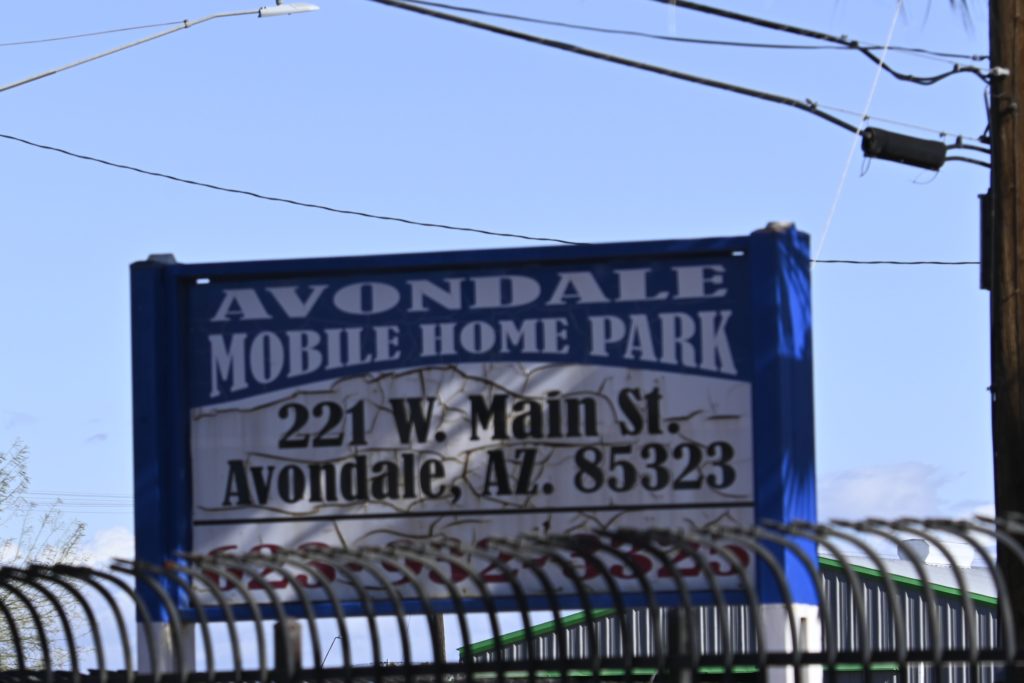 AVONDALE
MOBILE HOME PARK
221 W. Main St.
Avondale, AZ. 85323